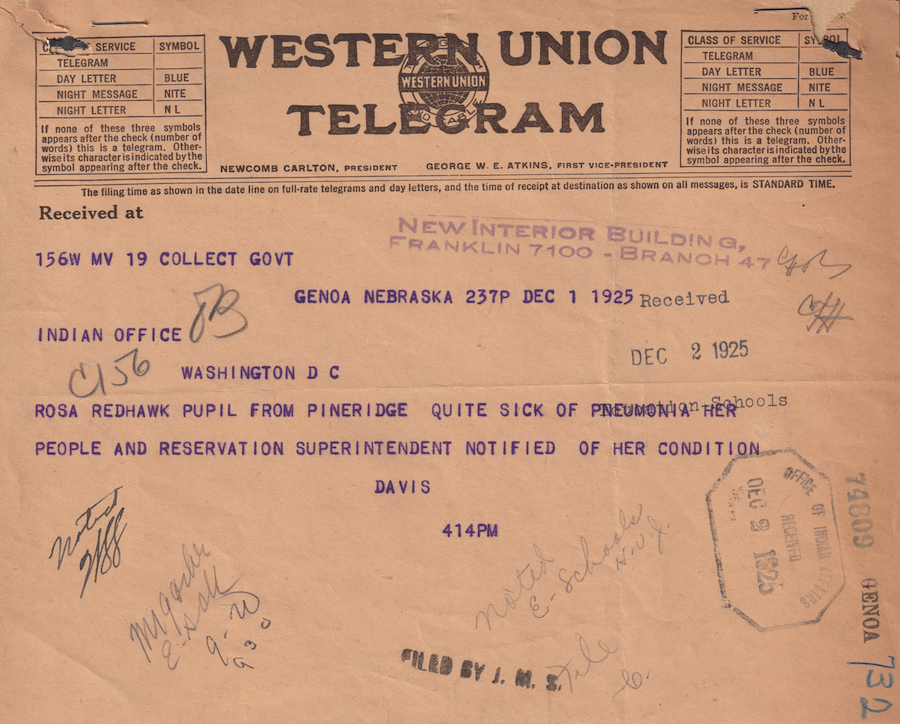 For
CLASS OF SERVICE SYMBOL
TELEGRAM
DAY LETTER BLUE
NIGHT MESSAGE NITE
NIGHT LETTER N L
If none of these three symbols
appears after the check (number of
words) this is a telegram. Other-
wise its character is indicated by the
symbol appearing after the check.
WESTERN UNION
WESTERN UNION
TELEGRAM
NEWCOMB CARLTON, PRESIDENT GEORGE W. E. ATKINS, FIRST VICE-PRESIDENT
CLASS OF SERVICE SYMBOL
TELEGRAM
DAY LETTER BLUE
NIGHT MESSAGE NITE
NIGHT LETTER N L
If none of these three symbols
appears after the check (number of
words) this is a telegram. Other-
wise its character is indicated by the
symbol appearing after the check.
The filing time as shown in the date line on full-rate telegrams and day letters, and the time of receipt at destination as shown on all messages, is STANDARD TIME.
Received at
NEW INTERIOR BUILDING,
FRANKLIN 7100 - BRANCH 47
156W MV 19 COLLECT GOVT
GENOA NEBRASKA 237P DEC 1 1925
Received
INDIAN OFFICE
DEC 2 1925
C156
WASHINGTON D C
Education-Schools
ROSA REDHAWK PUPIL FROM PINERIDGE QUITE SICK OF PNEUMONIA HER
PEOPLE AND RESERVATION SUPERINTENDENT NOTIFIED OF HER CONDITION
DAVIS
414PM
noted
noted
E-Schools
H.V.J.
File
C.
FILED BY J. M. S.
OFFICE OF INDIAN AFFAIRS
RECEIVED
DEC 2 1925
74809 GENOA 732